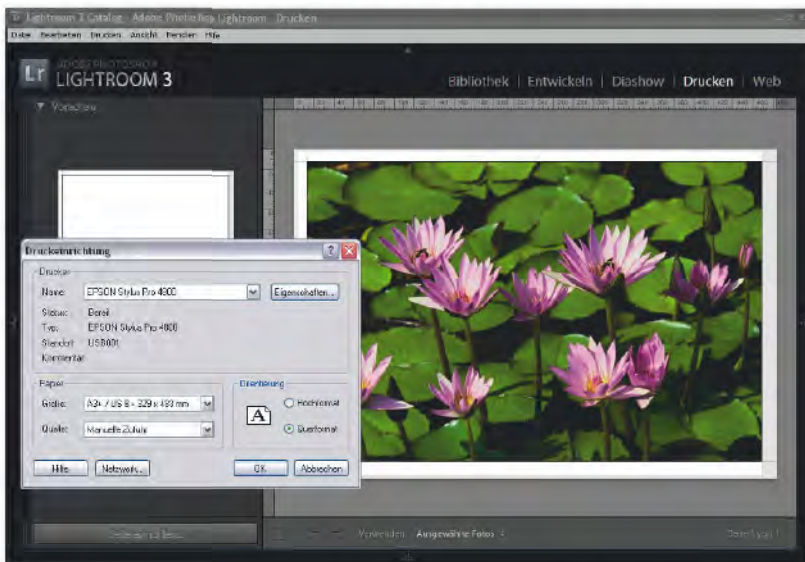 Lightroom 3 Catalog - Adobe Photoshop Lightroom - Drucken
Datei Bearbeiten Drucken Ansicht Fenster Hilfe
Lr ADOBE PHOTOSHOP
LIGHTROOM 3
Bibliothek | Entwickeln | Diashow | Drucken | Web
Vorschau
Druckeinrichtung
Drucker
Name: EPSON Stylus Pro 4800 Eigenschaften...
Status: Bereit
Typ: EPSON Stylus Pro 4800
Standort: USB001
Kommentar:
Papier
Größe: A3+ / US B+ 329 x 483 mm
Quelle: Manuelle Zufuhr
Orientierung
A
Hochformat
Querformat
Hilfe Netzwerk... OK Abbrechen
Verwenden: Ausgewählte Fotos